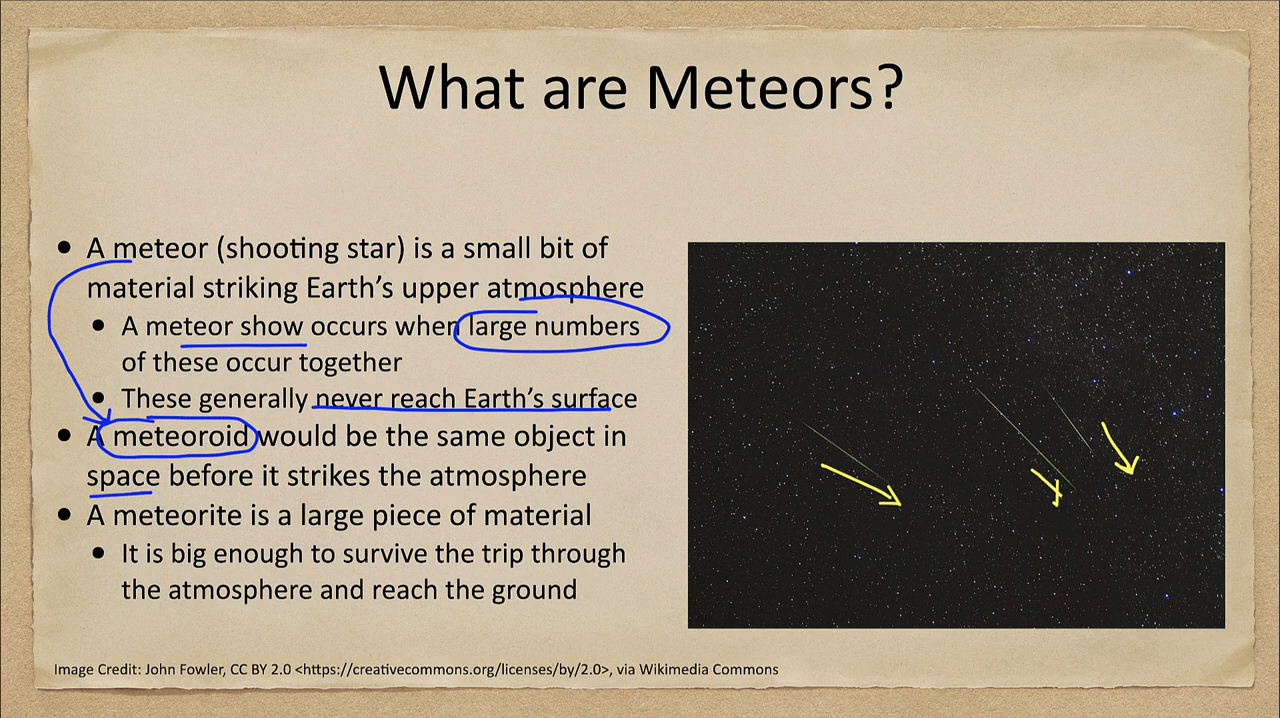 What are Meteors?
• A meteor (shooting star) is a small bit of
material striking Earth's upper atmosphere
• A meteor show occurs when large numbers
of these occur together
• These generally never reach Earth's surface
• A meteoroid would be the same object in
space before it strikes the atmosphere
• A meteorite is a large piece of material
• It is big enough to survive the trip through
the atmosphere and reach the ground
Image Credit: John Fowler, CC BY 2.0 <https://creativecommons.org/licenses/by/2.0>, via Wikimedia Commons